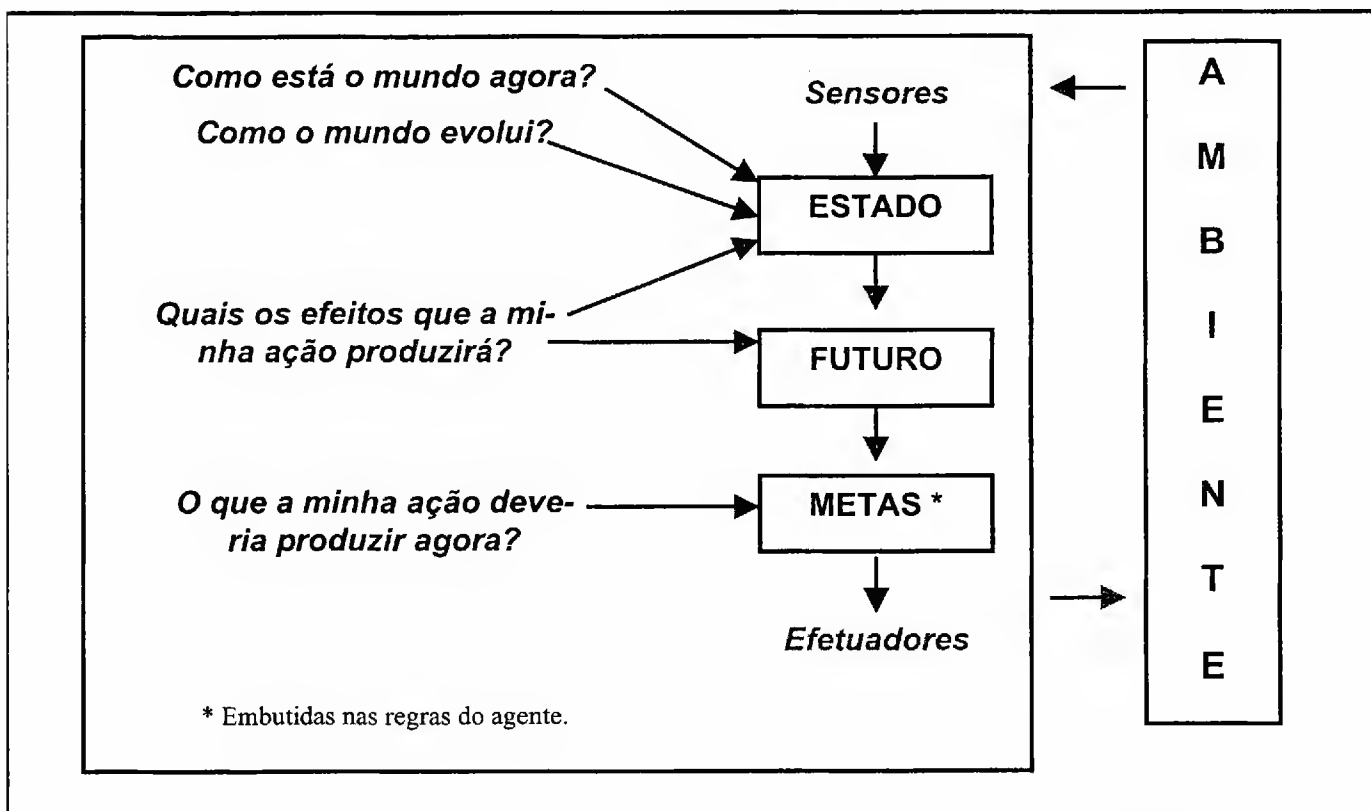 Como está o mundo agora?
Sensores
Como o mundo evolui?
ESTADO
Quais os efeitos que a mi-
nha ação produzirá?
FUTURO
O que a minha ação deve-
ria produzir agora?
METAS *
Efetuadores
* Embutidas nas regras do agente.
A
M
B
I
E
N
T
E